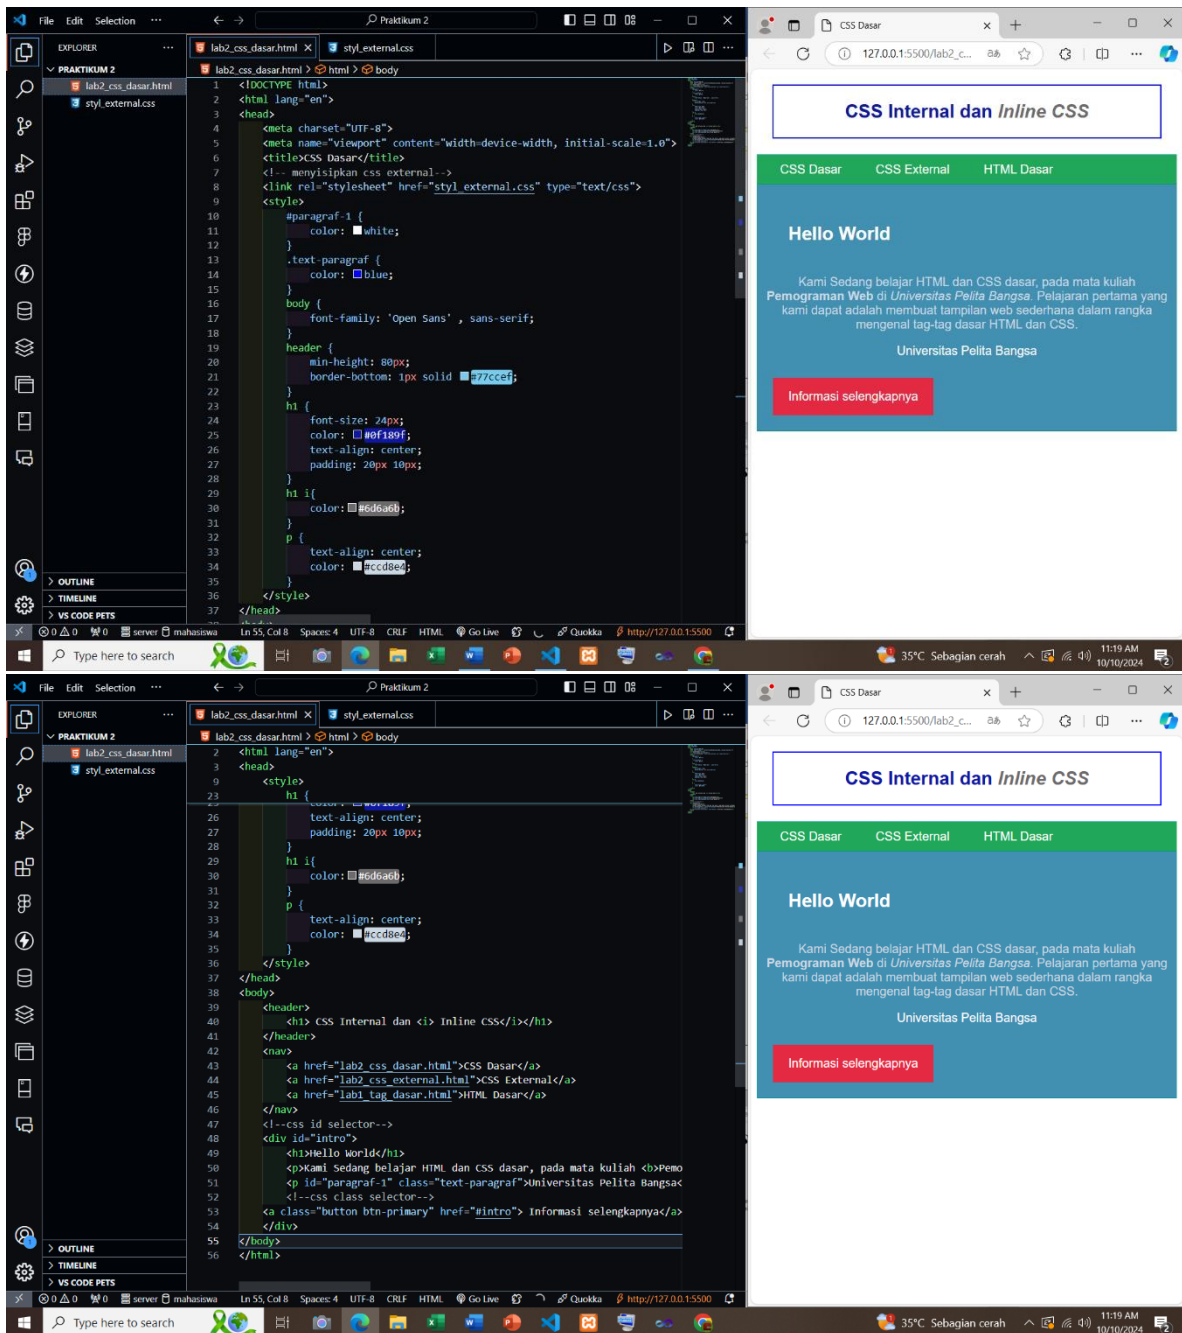 File Edit Selection ··· Praktikum 2
EXPLORER ···
PRAKTIKUM 2
lab2_css_dasar.html
styl_external.css
OUTLINE
TIMELINE
VS CODE PETS
lab2_css_dasar.html styl_external.css
lab2_css_dasar.html > html > body
1 <!DOCTYPE html>
2 <html lang="en">
3 <head>
4 <meta charset="UTF-8">
5 <meta name="viewport" content="width=device-width, initial-scale=1.0">
6 <title>CSS Dasar</title>
7 <!-- menyisipkan css external-->
8 <link rel="stylesheet" href="styl_external.css" type="text/css">
9 <style>
10 #paragraf-1 {
11 color: white;
12 }
13 .text-paragraf {
14 color: blue;
15 }
16 body {
17 font-family: 'Open Sans' , sans-serif;
18 }
19 header {
20 min-height: 80px;
21 border-bottom: 1px solid #77ccef;
22 }
23 h1 {
24 font-size: 24px;
25 color: #0f189f;
26 text-align: center;
27 padding: 20px 10px;
28 }
29 h1 i{
30 color: #6d6a6b;
31 }
32 p {
33 text-align: center;
34 color: #ccd8e4;
35 }
36 </style>
37 </head>
0 0 0 server mahasiswa Ln 55, Col 8 Spaces: 4 UTF-8 CRLF HTML Go Live Quokka http://127.0.0.1:5500
CSS Dasar
127.0.0.1:5500/lab2_c...
CSS Internal dan Inline CSS
CSS Dasar CSS External HTML Dasar
Hello World
Kami Sedang belajar HTML dan CSS dasar, pada mata kuliah
Pemograman Web di Universitas Pelita Bangsa. Pelajaran pertama yang
kami dapat adalah membuat tampilan web sederhana dalam rangka
mengenal tag-tag dasar HTML dan CSS.
Universitas Pelita Bangsa
Informasi selengkapnya
Type here to search
35°C Sebagian cerah
11:19 AM
10/10/2024
2
File Edit Selection ··· Praktikum 2
EXPLORER ···
PRAKTIKUM 2
lab2_css_dasar.html
styl_external.css
OUTLINE
TIMELINE
VS CODE PETS
lab2_css_dasar.html styl_external.css
lab2_css_dasar.html > html > body
2 <html lang="en">
3 <head>
9 <style>
23 h1 {
25 color: #0f189f;
26 text-align: center;
27 padding: 20px 10px;
28 }
29 h1 i{
30 color: #6d6a6b;
31 }
32 p {
33 text-align: center;
34 color: #ccd8e4;
35 }
36 </style>
37 </head>
38 <body>
39 <header>
40 <h1> CSS Internal dan <i> Inline CSS</i></h1>
41 </header>
42 <nav>
43 <a href="lab2_css_dasar.html">CSS Dasar</a>
44 <a href="lab2_css_external.html">CSS External</a>
45 <a href="lab1_tag_dasar.html">HTML Dasar</a>
46 </nav>
47 <!--css id selector-->
48 <div id="intro">
49 <h1>Hello World</h1>
50 <p>Kami Sedang belajar HTML dan CSS dasar, pada mata kuliah <b>Pemo
51 <p id="paragraf-1" class="text-paragraf">Universitas Pelita Bangsa<
52 <!--css class selector-->
53 <a class="button btn-primary" href="#intro"> Informasi selengkapnya</a>
54 </div>
55 </body>
56 </html>
0 0 0 server mahasiswa Ln 55, Col 8 Spaces: 4 UTF-8 CRLF HTML Go Live Quokka http://127.0.0.1:5500
CSS Dasar
127.0.0.1:5500/lab2_c...
CSS Internal dan Inline CSS
CSS Dasar CSS External HTML Dasar
Hello World
Kami Sedang belajar HTML dan CSS dasar, pada mata kuliah
Pemograman Web di Universitas Pelita Bangsa. Pelajaran pertama yang
kami dapat adalah membuat tampilan web sederhana dalam rangka
mengenal tag-tag dasar HTML dan CSS.
Universitas Pelita Bangsa
Informasi selengkapnya
Type here to search
35°C Sebagian cerah
11:19 AM
10/10/2024
2